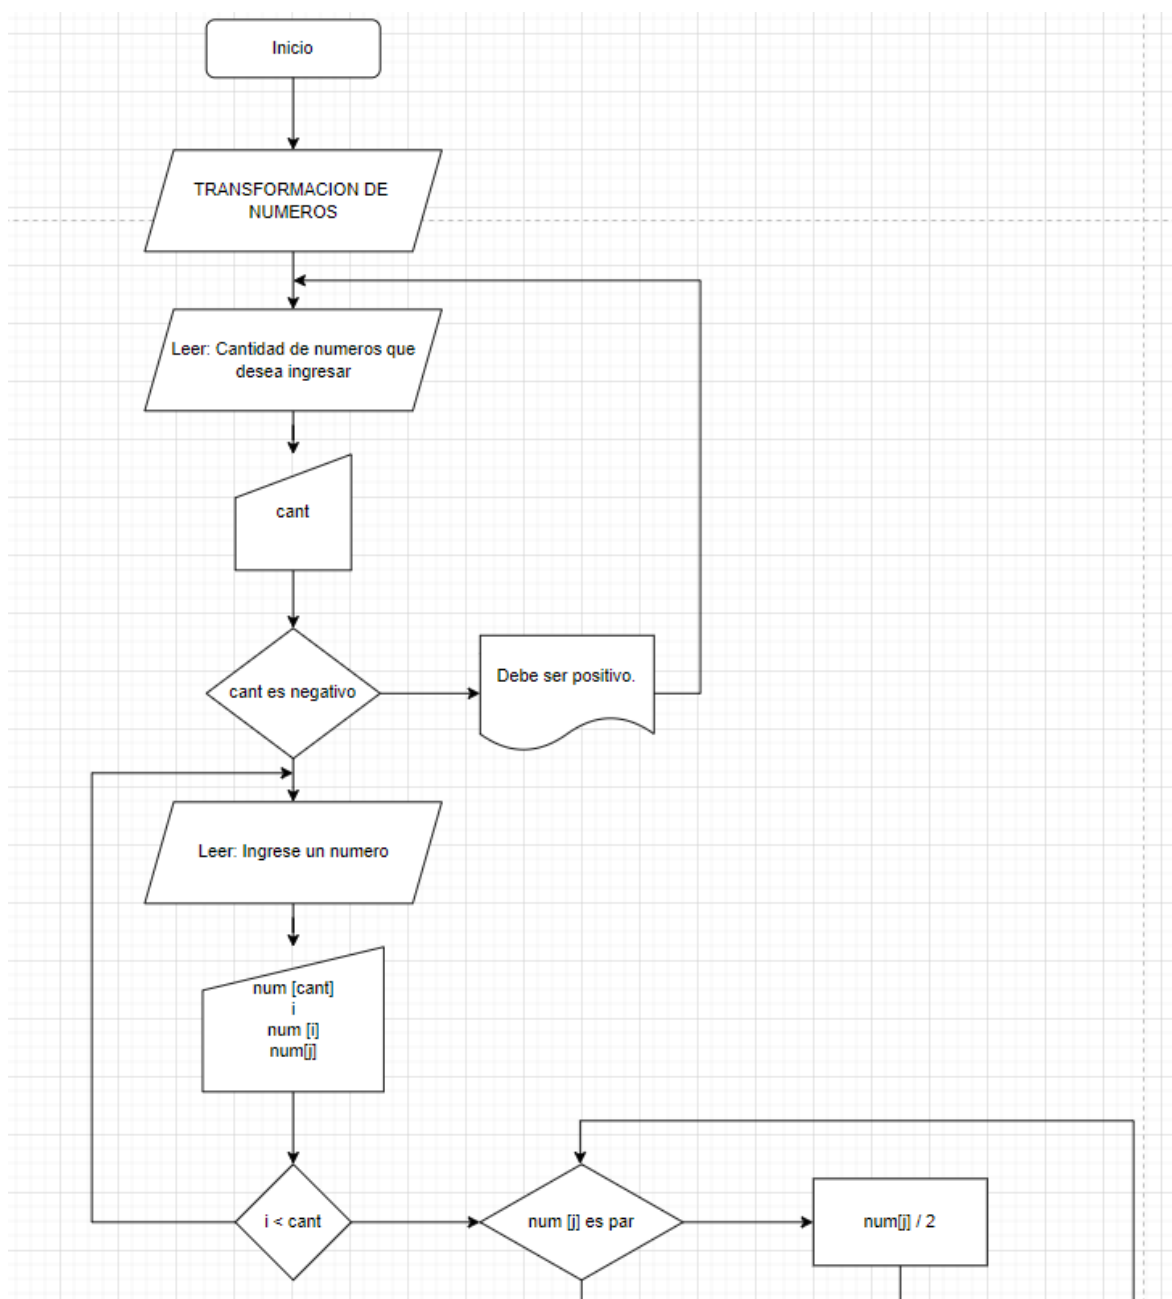 Inicio
TRANSFORMACION DE
NUMEROS
Leer: Cantidad de numeros que
desea ingresar
cant
cant es negativo
Debe ser positivo.
Leer: Ingrese un numero
num [cant]
i
num [i]
num[j]
i < cant
num [j] es par
num[j] / 2